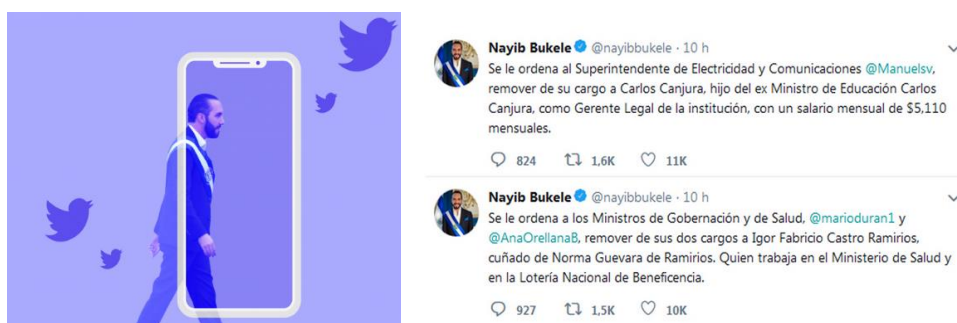 Nayib Bukele @nayibbukele · 10 h
Se le ordena al Superintendente de Electricidad y Comunicaciones @Manuelsv,
remover de su cargo a Carlos Canjura, hijo del ex Ministro de Educación Carlos
Canjura, como Gerente Legal de la institución, con un salario mensual de $5,110
mensuales.
824 1,6K 11K
Nayib Bukele @nayibbukele · 10 h
Se le ordena a los Ministros de Gobernación y de Salud, @marioduran1 y
@AnaOrellanaB, remover de sus dos cargos a Igor Fabricio Castro Ramirios,
cuñado de Norma Guevara de Ramirios. Quien trabaja en el Ministerio de Salud y
en la Lotería Nacional de Beneficencia.
927 1,5K 10K